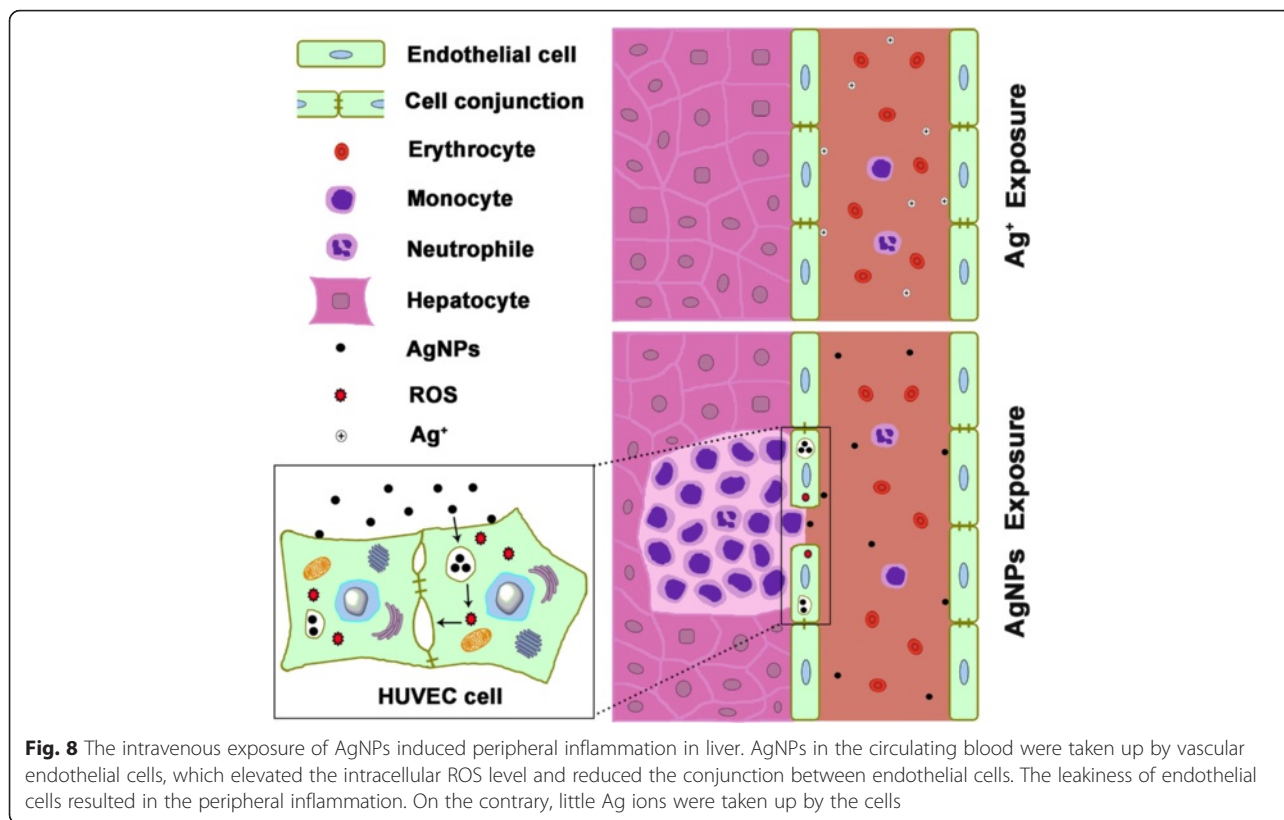 Endothelial cell
Cell conjunction
Erythrocyte
Monocyte
Neutrophile
Hepatocyte
AgNPs
ROS
Ag⁺
HUVEC cell
Ag⁺ Exposure
AgNPs Exposure
Fig. 8 The intravenous exposure of AgNPs induced peripheral inflammation in liver. AgNPs in the circulating blood were taken up by vascular
endothelial cells, which elevated the intracellular ROS level and reduced the conjunction between endothelial cells. The leakiness of endothelial
cells resulted in the peripheral inflammation. On the contrary, little Ag ions were taken up by the cells